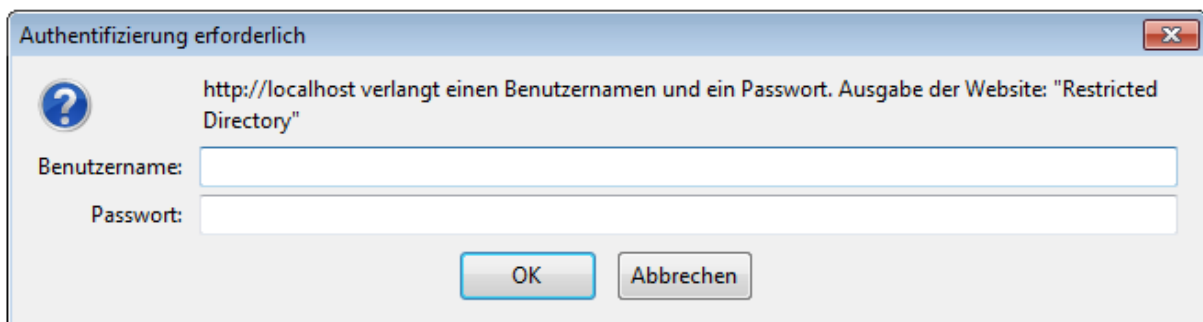 Authentifizierung erforderlich
http://localhost verlangt einen Benutzernamen und ein Passwort. Ausgabe der Website: "Restricted
Directory"
Benutzername:
Passwort:
OK Abbrechen